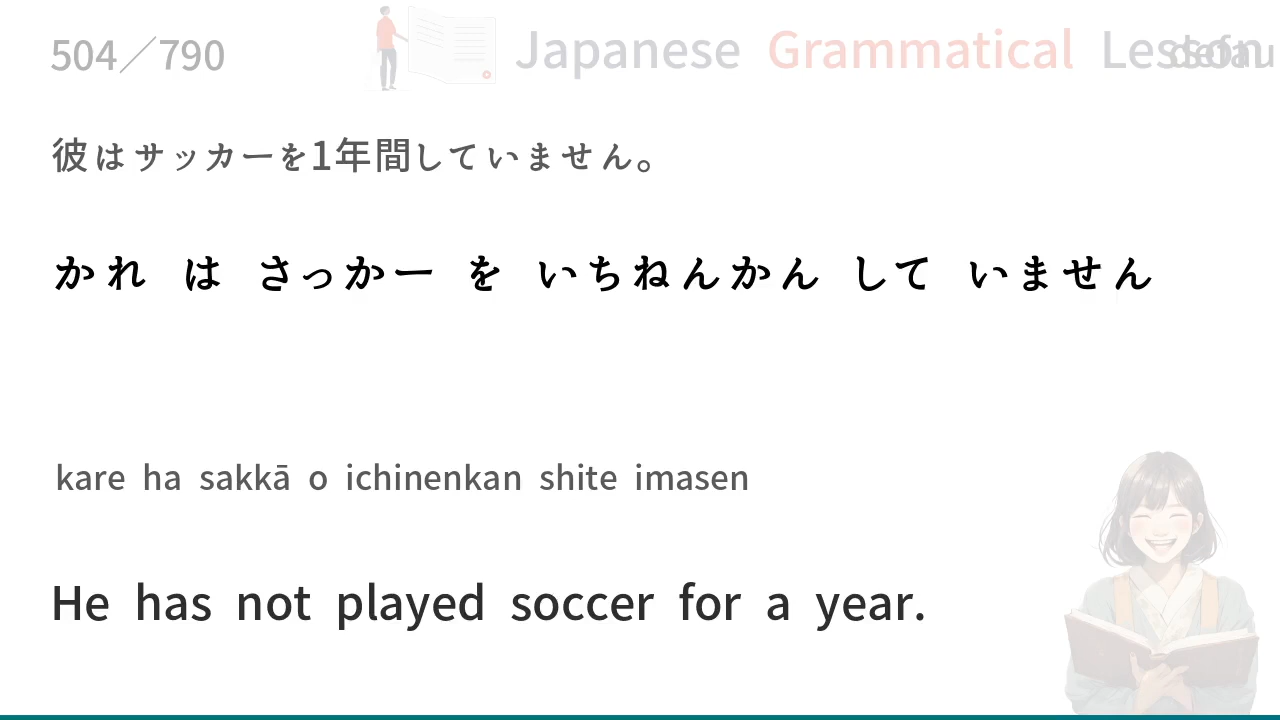 504／790
Japanese Grammatical Lesson
彼はサッカーを1年間していません。
かれ は さっかー を いちねんかん して いません
kare ha sakkā o ichinenkan shite imasen
He has not played soccer for a year.